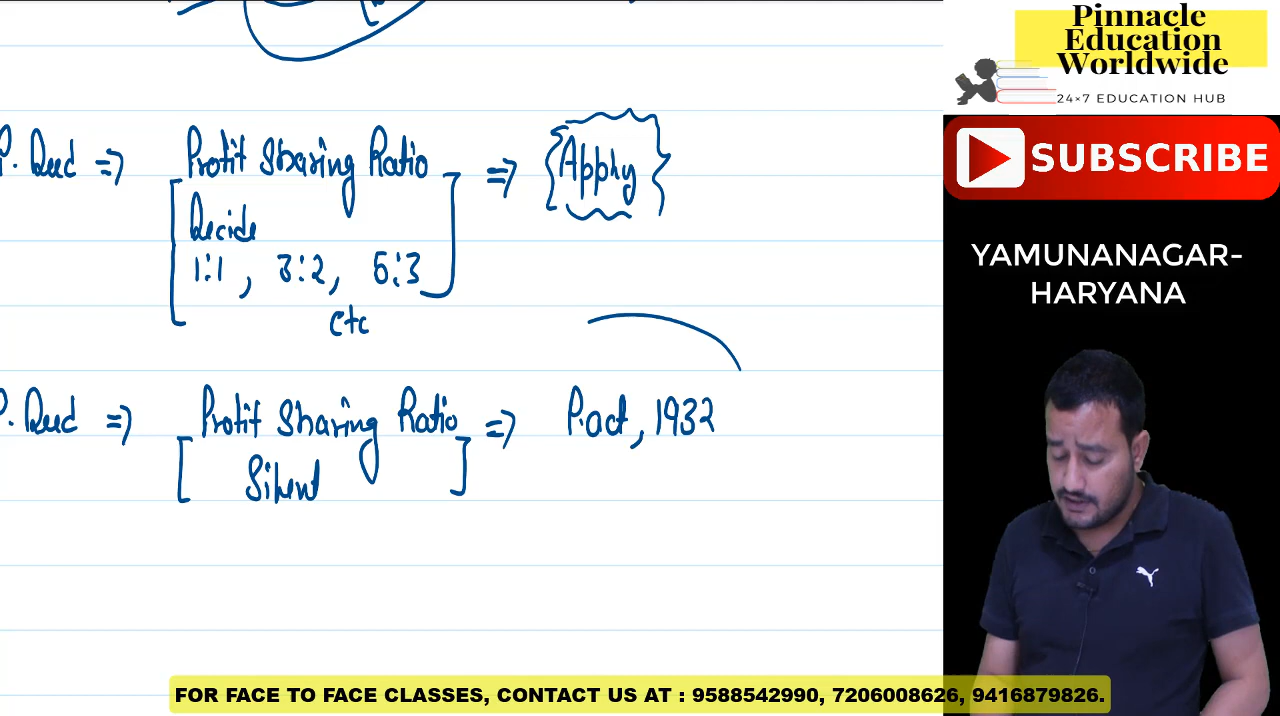 Pinnacle
Education
Worldwide
24×7 EDUCATION HUB
SUBSCRIBE
YAMUNANAGAR-
HARYANA
P. Deed => Profit Sharing Ratio => {Apply}
Decide
1:1, 3:2, 5:3
etc
P. Deed => Profit Sharing Ratio => P.act, 1932
[Silent]
FOR FACE TO FACE CLASSES, CONTACT US AT : 9588542990, 7206008626, 9416879826.